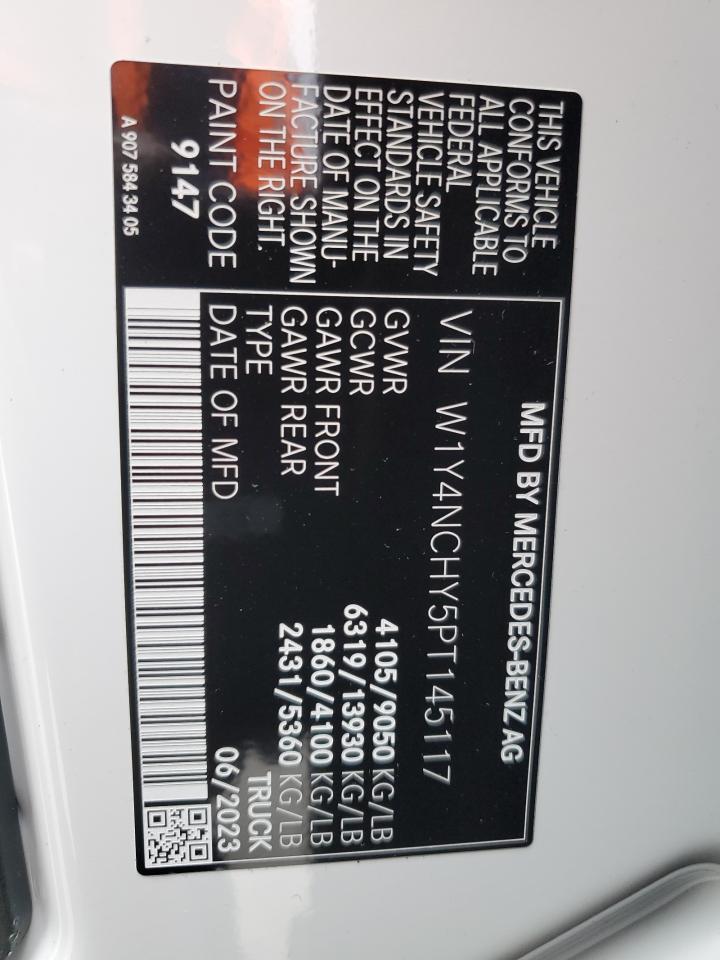 THIS VEHICLE
CONFORMS TO
ALL APPLICABLE
FEDERAL
VEHICLE SAFETY
STANDARDS IN
EFFECT ON THE
DATE OF MANU-
FACTURE SHOWN
ON THE RIGHT.
PAINT CODE
9147
A 907 584 34 05
MFD BY MERCEDES-BENZ AG
VIN W1Y4NCHY5PT145117
GVWR 4105/9050 KG/LB
GCWR 6319/13930 KG/LB
GAWR FRONT 1860/4100 KG/LB
GAWR REAR 2431/5360 KG/LB
TYPE TRUCK
DATE OF MFD 06/2023